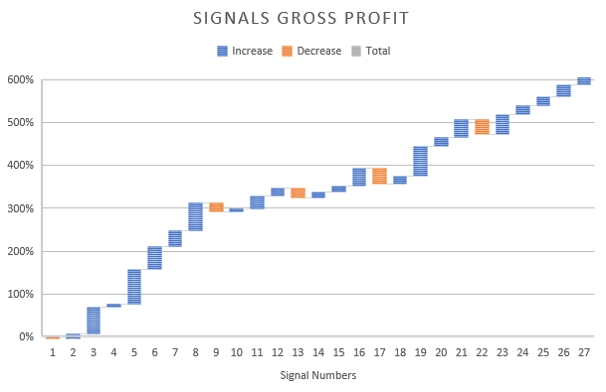 SIGNALS GROSS PROFIT
Increase Decrease Total
600%
500%
400%
300%
200%
100%
0%
1 2 3 4 5 6 7 8 9 10 11 12 13 14 15 16 17 18 19 20 21 22 23 24 25 26 27
Signal Numbers